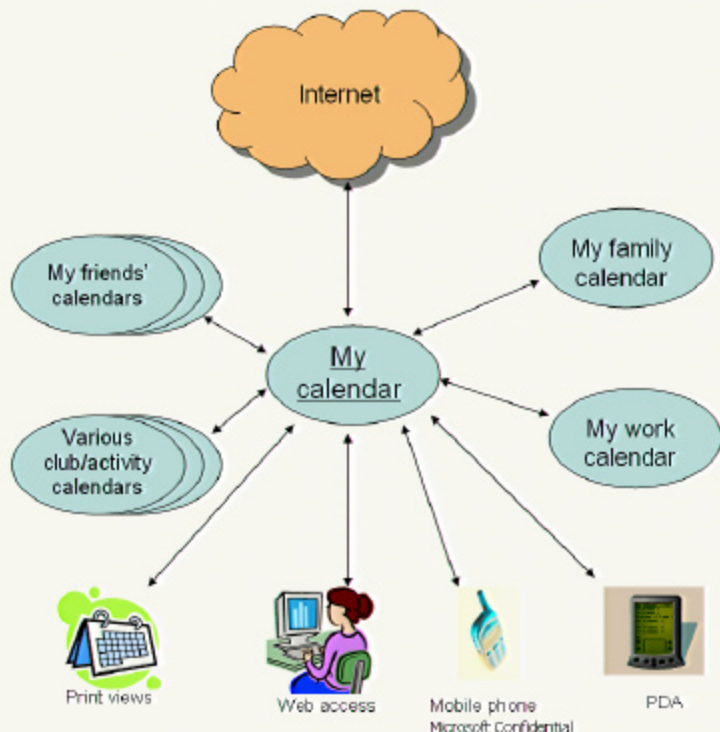 Internet
My friends'
calendars
My family
calendar
My
calendar
Various
club/activity
calendars
My work
calendar
Print views
Web access
Mobile phone
PDA
Microsoft Confidential